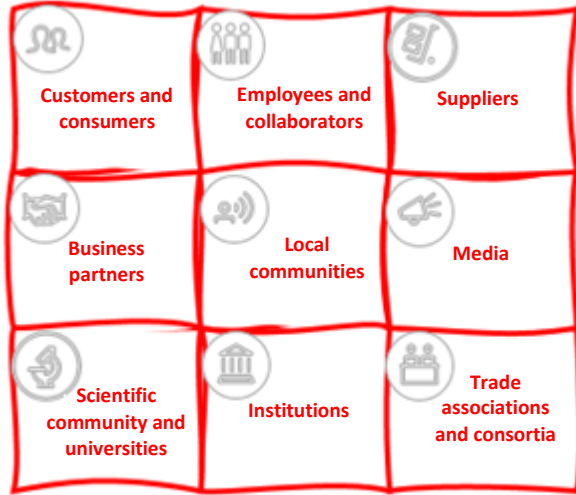 Customers and
consumers
Employees and
collaborators
Suppliers
Business
partners
Local
communities
Media
Scientific
community and
universities
Institutions
Trade
associations
and consortia